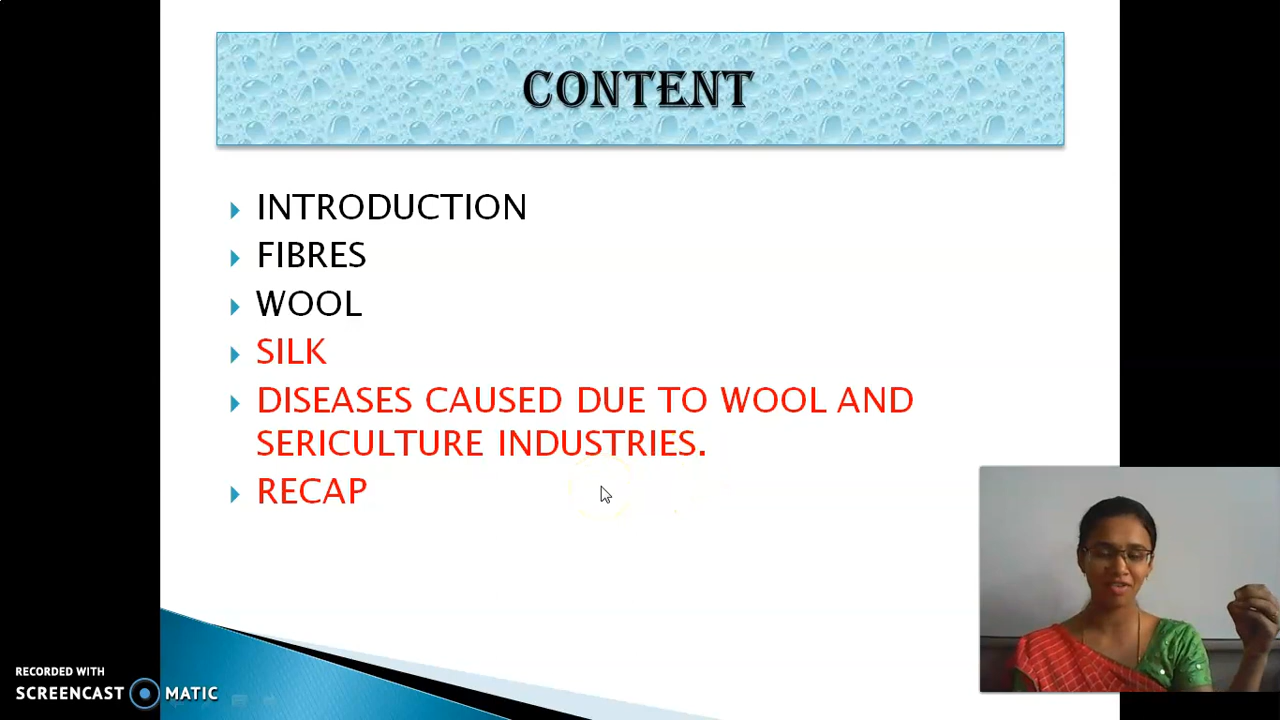 CONTENT
INTRODUCTION
FIBRES
WOOL
SILK
DISEASES CAUSED DUE TO WOOL AND
SERICULTURE INDUSTRIES.
RECAP
RECORDED WITH
SCREENCAST MATIC